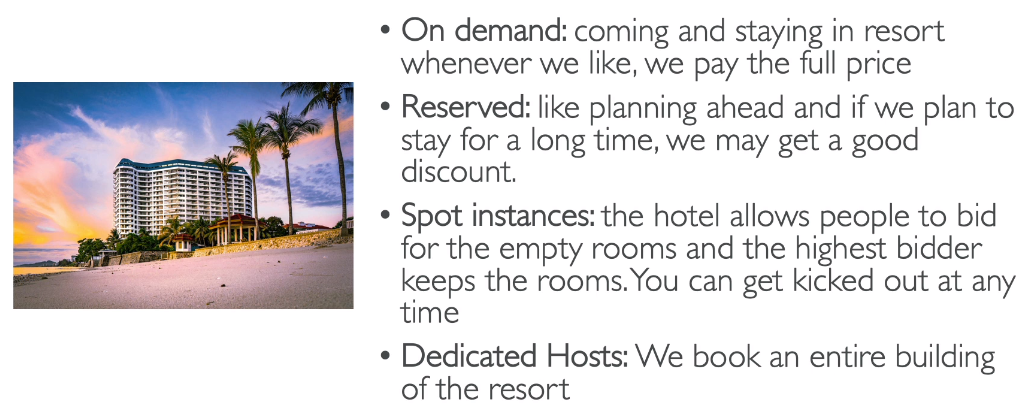 • On demand: coming and staying in resort
whenever we like, we pay the full price
• Reserved: like planning ahead and if we plan to
stay for a long time, we may get a good
discount.
• Spot instances: the hotel allows people to bid
for the empty rooms and the highest bidder
keeps the rooms. You can get kicked out at any
time
• Dedicated Hosts: We book an entire building
of the resort